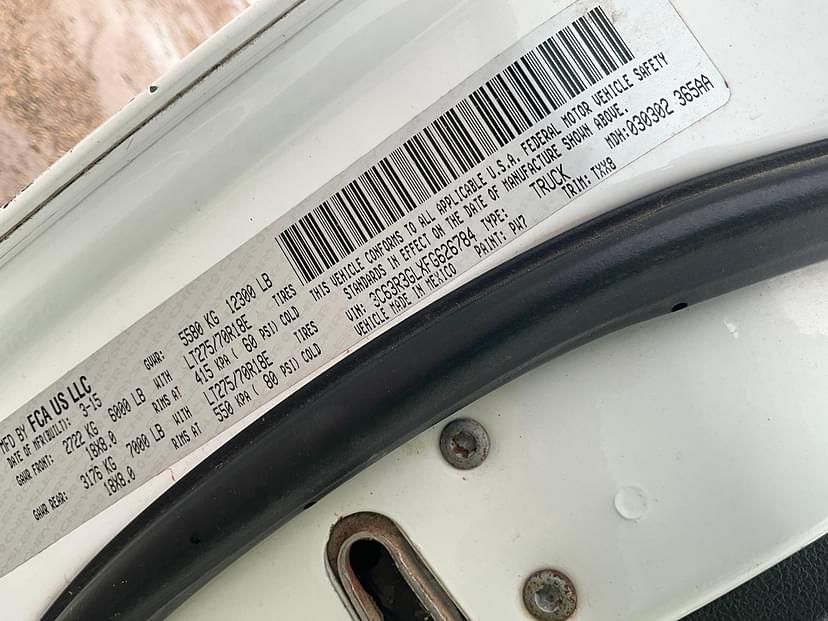 MFD BY FCA US LLC
DATE OF MFR(BUILT): 3-15 GVWR: 5580 KG 12300 LB
GAWR FRONT: 2722 KG 6000 LB WITH LT275/70R18E TIRES
18X8.0 RIMS AT 415 KPA ( 60 PSI) COLD
GAWR REAR: 3176 KG 7000 LB WITH LT275/70R18E TIRES
18X8.0 RIMS AT 550 KPA ( 80 PSI) COLD
THIS VEHICLE CONFORMS TO ALL APPLICABLE U.S.A. FEDERAL MOTOR VEHICLE SAFETY
STANDARDS IN EFFECT ON THE DATE OF MANUFACTURE SHOWN ABOVE.
VIN: 3C63R3GLXFG626784 TYPE: TRUCK MDH:030302 365AA
VEHICLE MADE IN MEXICO PAINT: PW7 TRIM: TXX8